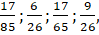 17/85 ; 6/26 ; 17/65 ; 9/26 ,